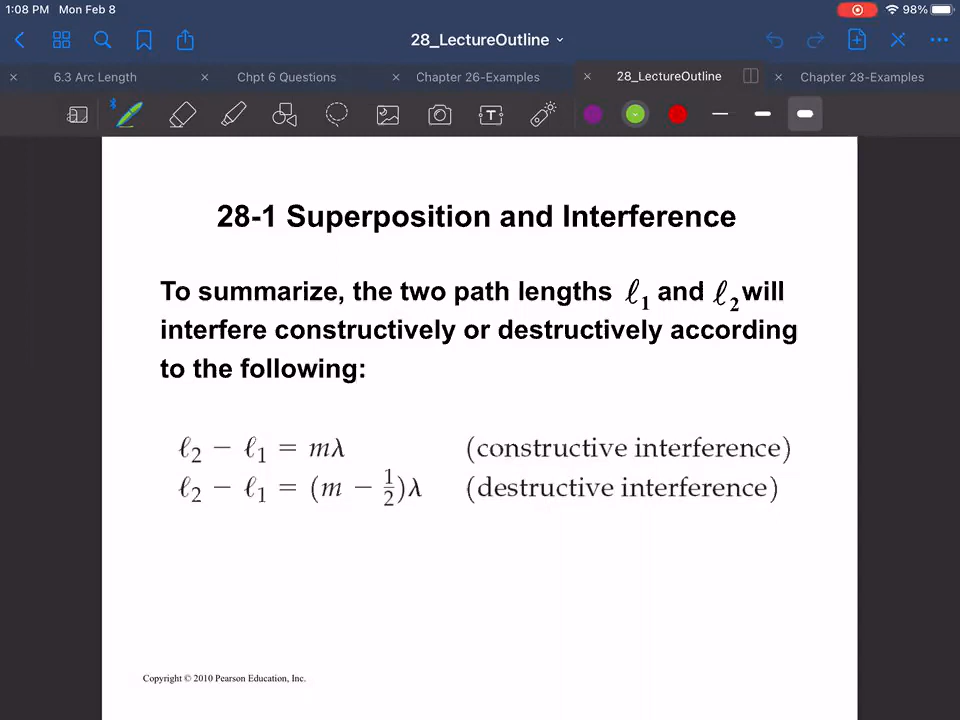 1:08 PM Mon Feb 8 98%
28_LectureOutline
6.3 Arc Length Chpt 6 Questions Chapter 26-Examples 28_LectureOutline Chapter 28-Examples
28-1 Superposition and Interference
To summarize, the two path lengths ℓ₁ and ℓ₂ will
interfere constructively or destructively according
to the following:
ℓ₂ − ℓ₁ = mλ (constructive interference)
ℓ₂ − ℓ₁ = (m − 1/2)λ (destructive interference)
Copyright © 2010 Pearson Education, Inc.